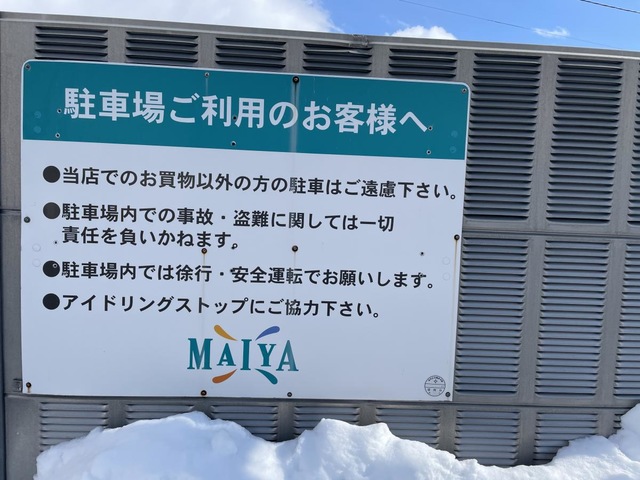 駐車場ご利用のお客様へ
●当店でのお買物以外の方の駐車はご遠慮下さい。
●駐車場内での事故・盗難に関しては一切
責任を負いかねます。
●駐車場内では徐行・安全運転でお願いします。
●アイドリングストップにご協力下さい。
MAIYA